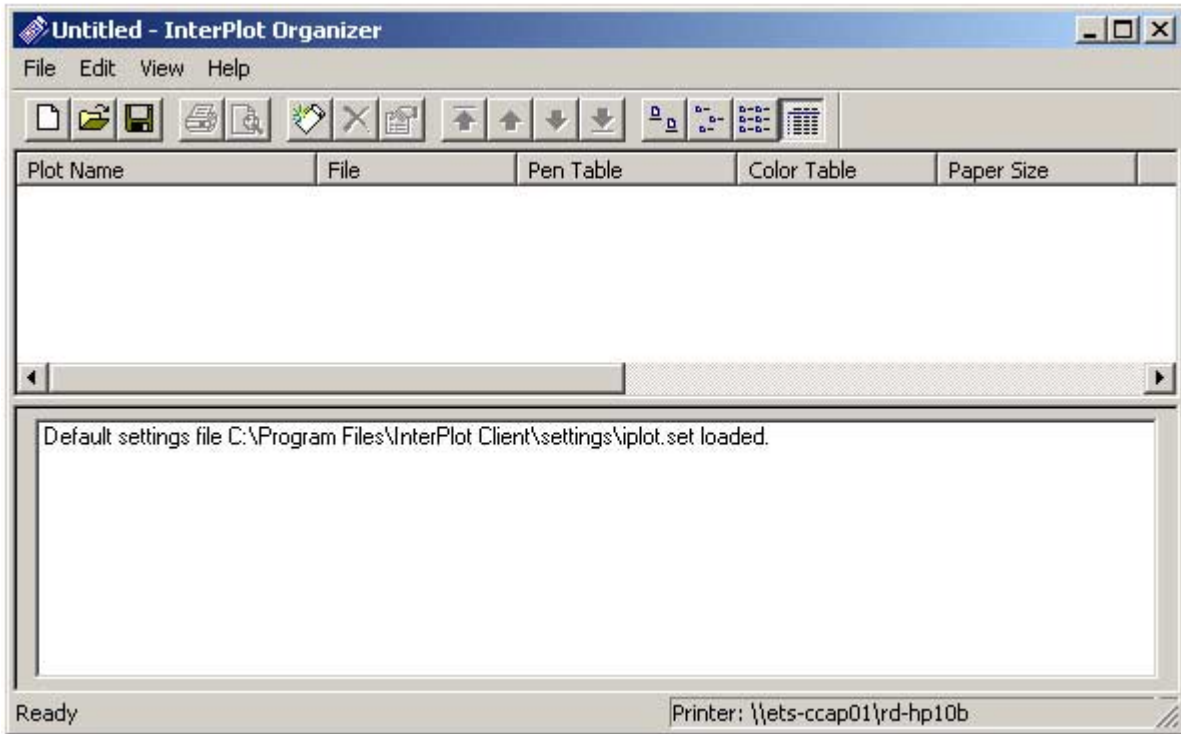 Untitled - InterPlot Organizer
File Edit View Help
Plot Name File Pen Table Color Table Paper Size
Default settings file C:\Program Files\InterPlot Client\settings\iplot.set loaded.
Ready Printer: \\ets-ccap01\rd-hp10b